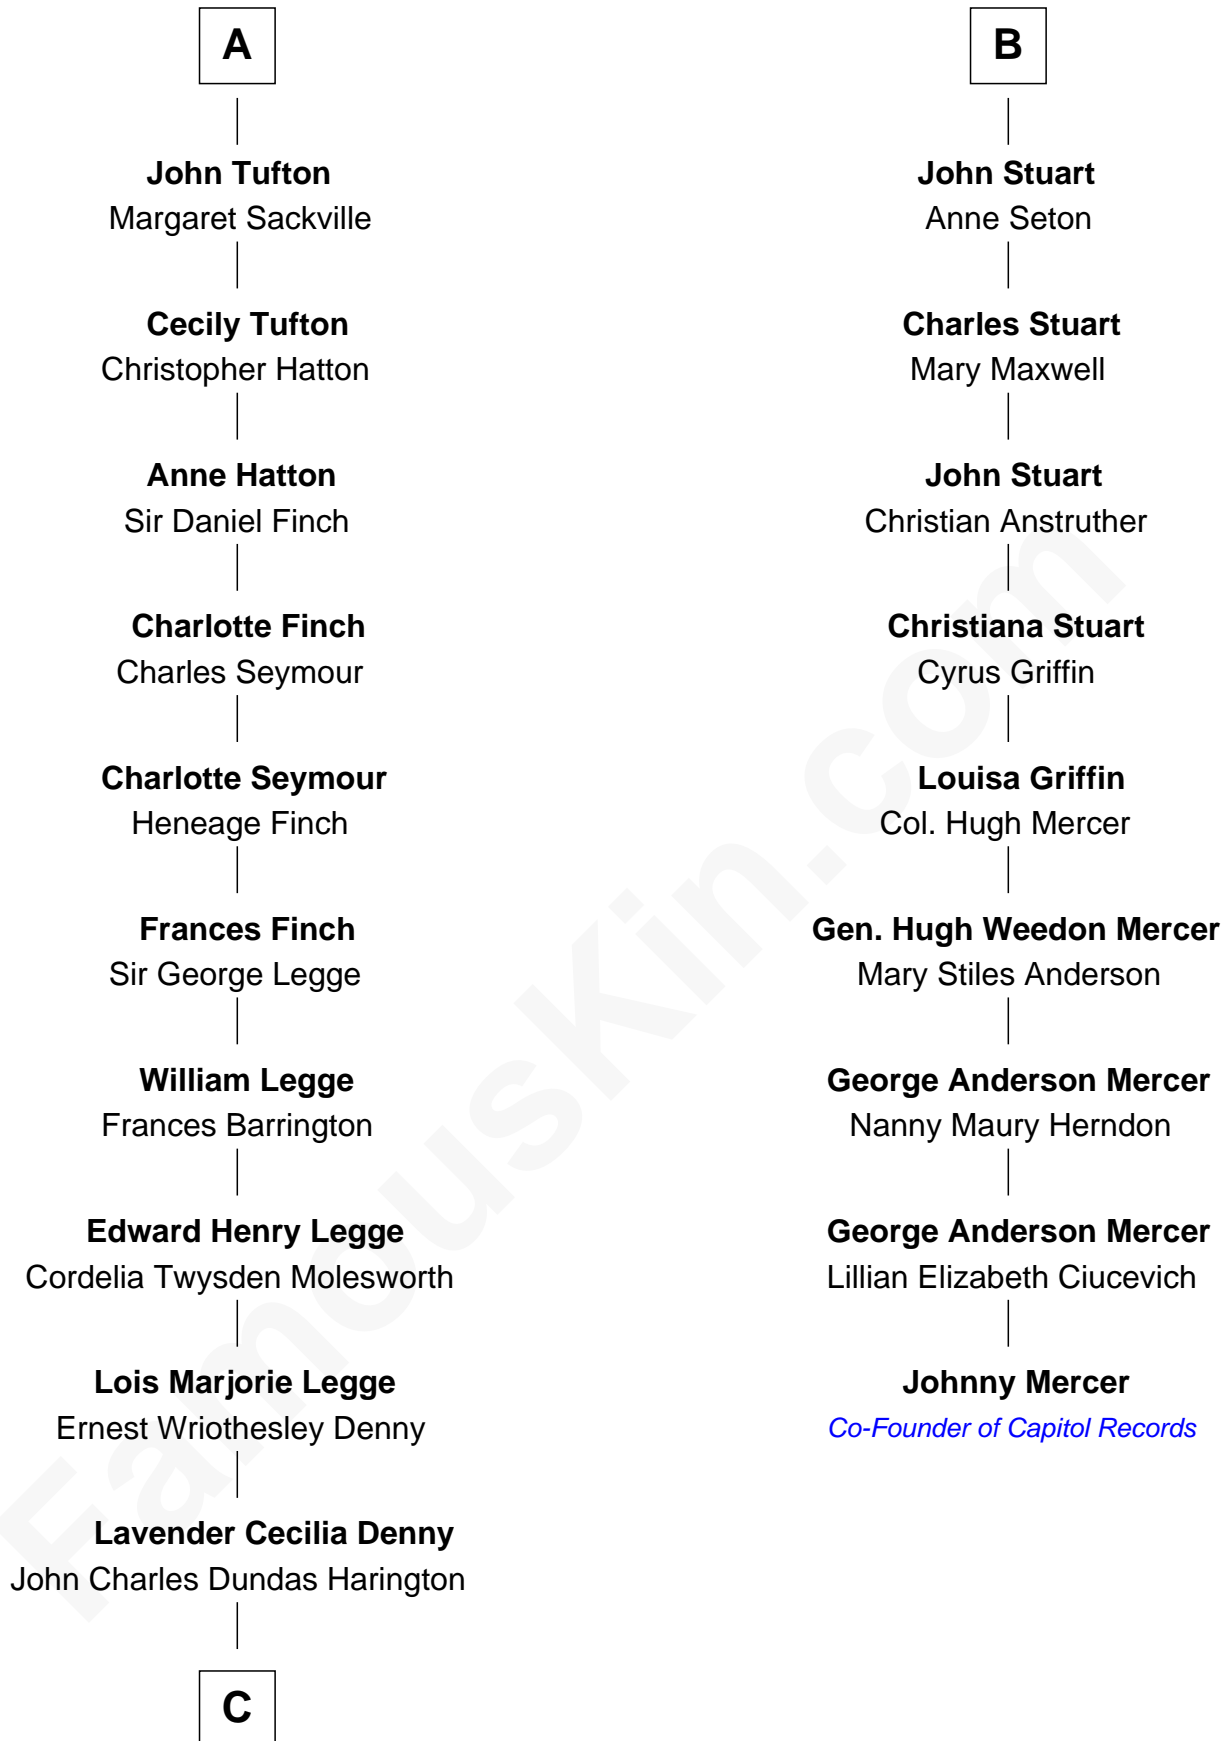 A
John Tufton
Margaret Sackville
Cecily Tufton
Christopher Hatton
Anne Hatton
Sir Daniel Finch
Charlotte Finch
Charles Seymour
Charlotte Seymour
Heneage Finch
Frances Finch
Sir George Legge
William Legge
Frances Barrington
Edward Henry Legge
Cordelia Twysden Molesworth
Lois Marjorie Legge
Ernest Wriothesley Denny
Lavender Cecilia Denny
John Charles Dundas Harington
C
B
John Stuart
Anne Seton
Charles Stuart
Mary Maxwell
John Stuart
Christian Anstruther
Christiana Stuart
Cyrus Griffin
Louisa Griffin
Col. Hugh Mercer
Gen. Hugh Weedon Mercer
Mary Stiles Anderson
George Anderson Mercer
Nanny Maury Herndon
George Anderson Mercer
Lillian Elizabeth Ciucevich
Johnny Mercer
Co-Founder of Capitol Records
FamousKin.com